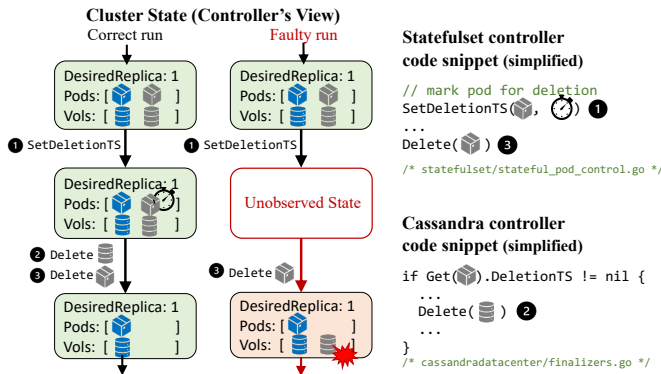 Cluster State (Controller's View)
Correct run
Faulty run
DesiredReplica: 1
Pods: [ ]
Vols: [ ]
DesiredReplica: 1
Pods: [ ]
Vols: [ ]
1 SetDeletionTS
1 SetDeletionTS
DesiredReplica: 1
Pods: [ ]
Vols: [ ]
Unobserved State
2 Delete
3 Delete
3 Delete
DesiredReplica: 1
Pods: [ ]
Vols: [ ]
DesiredReplica: 1
Pods: [ ]
Vols: [ ]
Statefulset controller
code snippet (simplified)
// mark pod for deletion
SetDeletionTS( , ) 1
...
Delete( ) 3
/* statefulset/stateful_pod_control.go */
Cassandra controller
code snippet (simplified)
if Get( ).DeletionTS != nil {
...
Delete( ) 2
...
}
/* cassandradatacenter/finalizers.go */